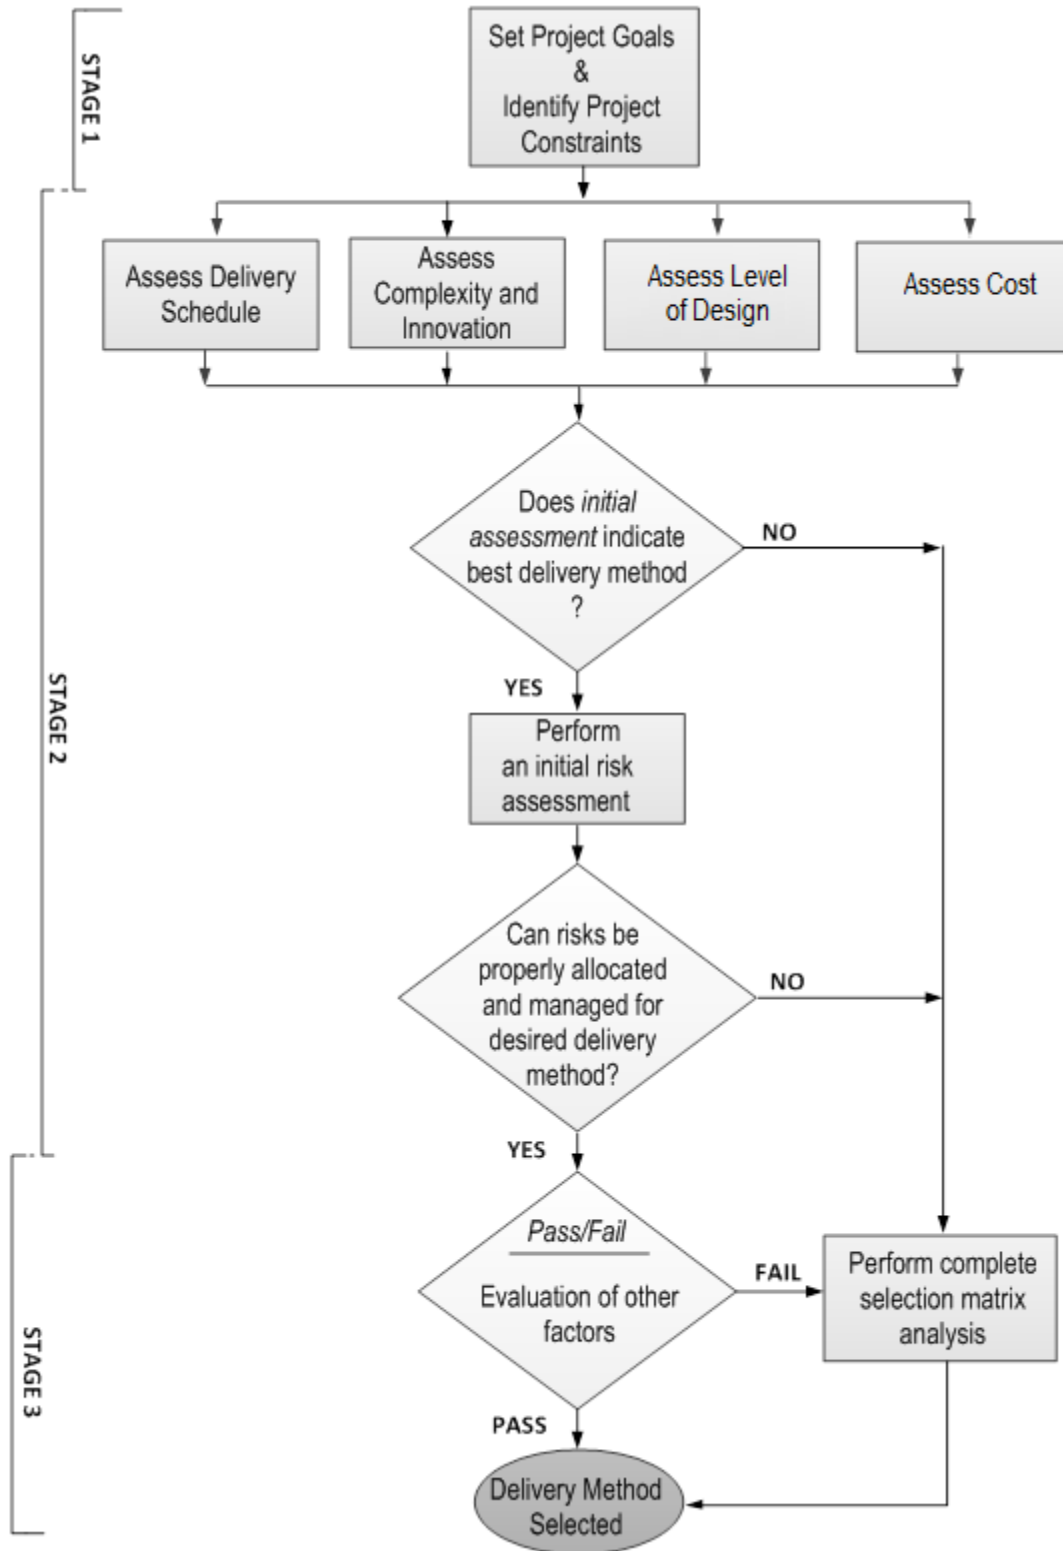 STAGE 1
Set Project Goals
&
Identify Project
Constraints
STAGE 2
Assess Delivery
Schedule
Assess
Complexity and
Innovation
Assess Level
of Design
Assess Cost
Does initial
assessment indicate
best delivery method
?
NO
YES
Perform
an initial risk
assessment
Can risks be
properly allocated
and managed for
desired delivery
method?
NO
YES
STAGE 3
Pass/Fail
Evaluation of other
factors
FAIL
Perform complete
selection matrix
analysis
PASS
Delivery Method
Selected